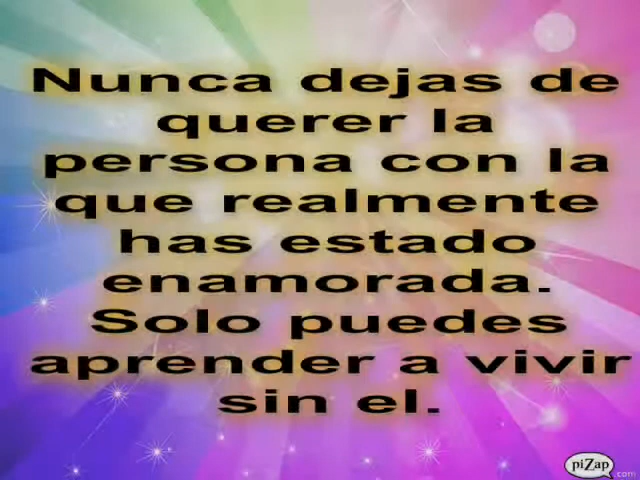 Nunca dejas de
querer la
persona con la
que realmente
has estado
enamorada.
Solo puedes
aprender a vivir
sin el.
piZap
.com